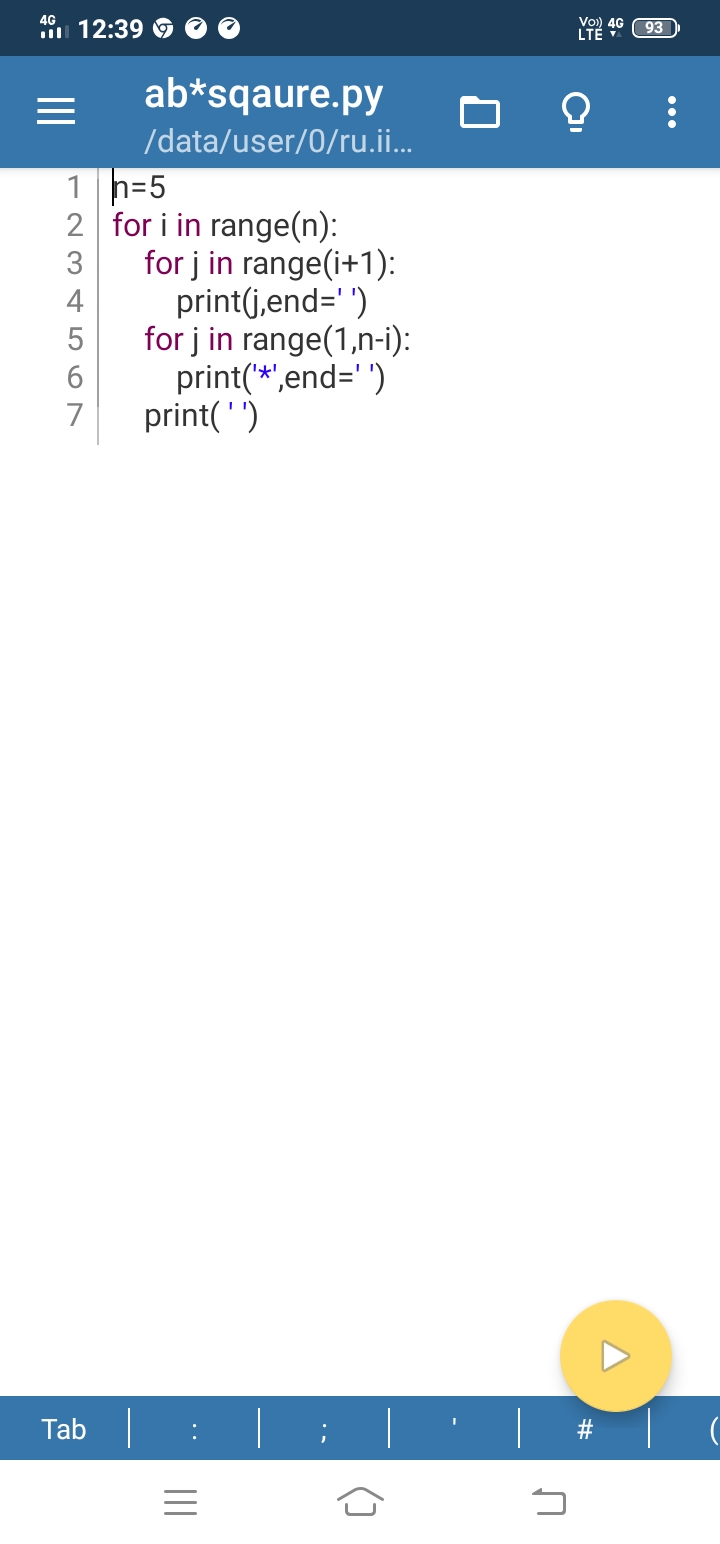 4G 12:39 Vo)) LTE 4G 93
ab*sqaure.py
/data/user/0/ru.ii...
1 n=5
2 for i in range(n):
3 for j in range(i+1):
4 print(j,end=' ')
5 for j in range(1,n-i):
6 print('*',end=' ')
7 print( ' ')
Tab : ; ' # (